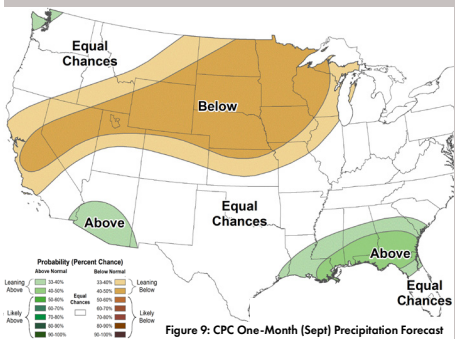 Equal
Chances
Below
Equal
Chances
Above
Above
Equal
Chances
Probability (Percent Chance)
Above Normal
Below Normal
Leaning
Above
33-40%
40-50%
50-60%
60-70%
Likely
Above
70-80%
80-90%
90-100%
Equal
Chances
33-40%
40-50%
Leaning
Below
50-60%
60-70%
70-80%
80-90%
90-100%
Likely
Below
Figure 9: CPC One-Month (Sept) Precipitation Forecast